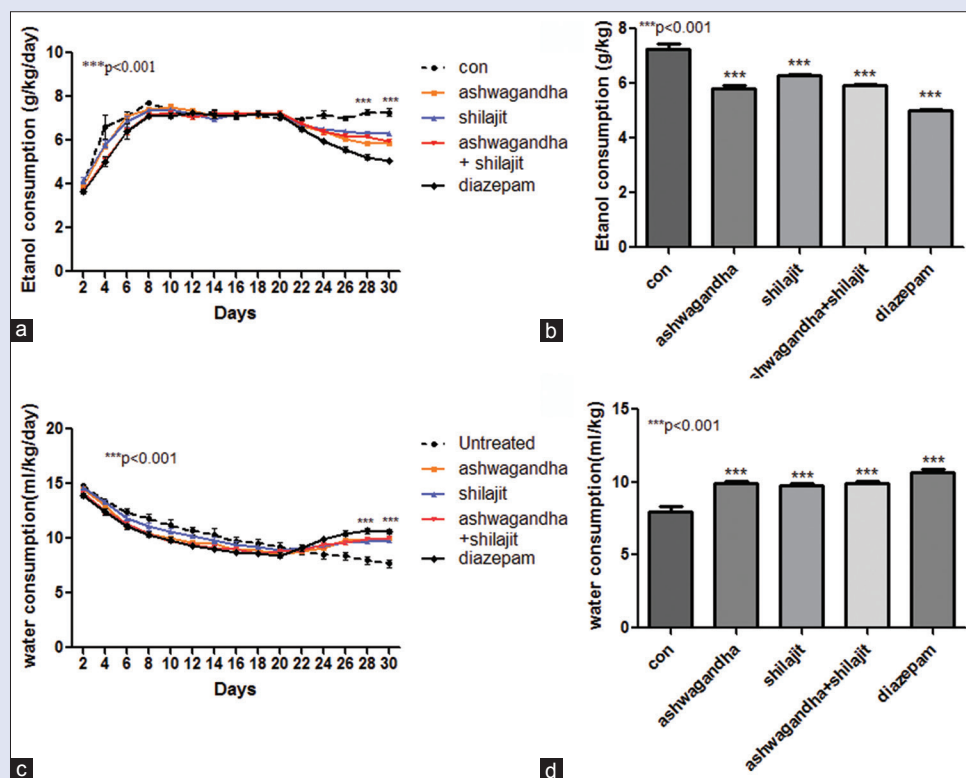 ***p<0.001
Etanol consumption (g/kg/day)
10
8
6
4
2
0
2 4 6 8 10 12 14 16 18 20 22 24 26 28 30
Days
*** ***
con
ashwagandha
shilajit
ashwagandha
+ shilajit
diazepam
a
***p<0.001
Etanol consumption (g/kg)
8
6
4
2
0
*** *** *** ***
con
ashwagandha
shilajit
shwagandha+shilajit
diazepam
b
***p<0.001
water consumption(ml/kg/day)
20
15
10
5
0
2 4 6 8 10 12 14 16 18 20 22 24 26 28 30
Days
*** ***
Untreated
ashwagandha
shilajit
ashwagandha
+shilajit
diazepam
c
***p<0.001
water consumption(ml/kg)
15
10
5
0
*** *** *** ***
con
ashwagandha
shilajit
ashwagandha+shilajit
diazepam
d